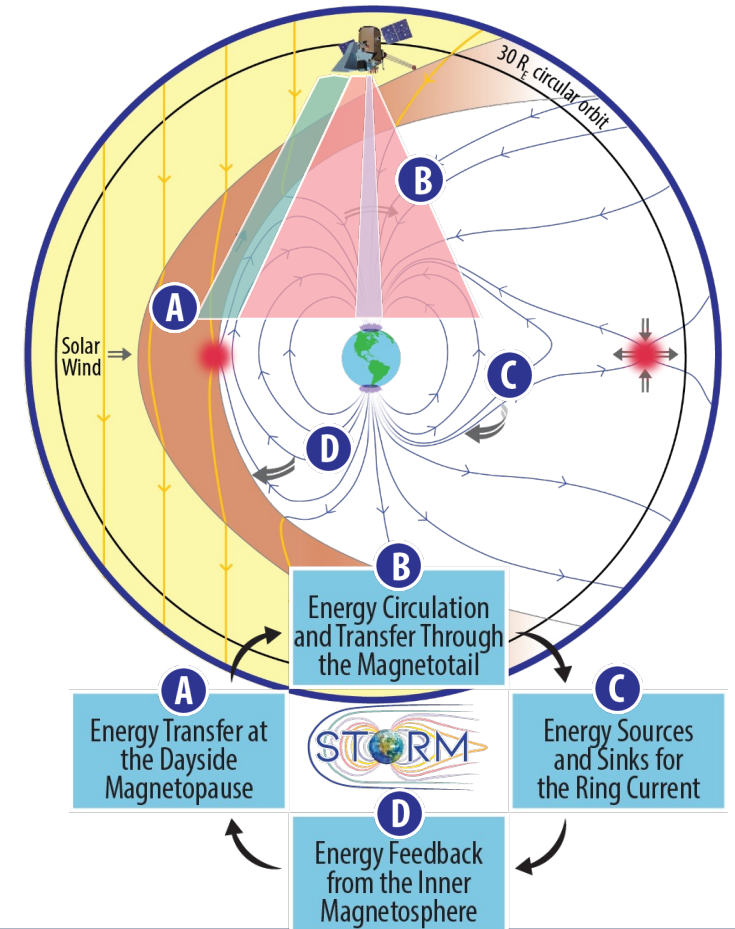 30 RE circular orbit
B
A
Solar
Wind
C
D
B
Energy Circulation
and Transfer Through
the Magnetotail
A
Energy Transfer at
the Dayside
Magnetopause
C
Energy Sources
and Sinks for
the Ring Current
STORM
D
Energy Feedback
from the Inner
Magnetosphere